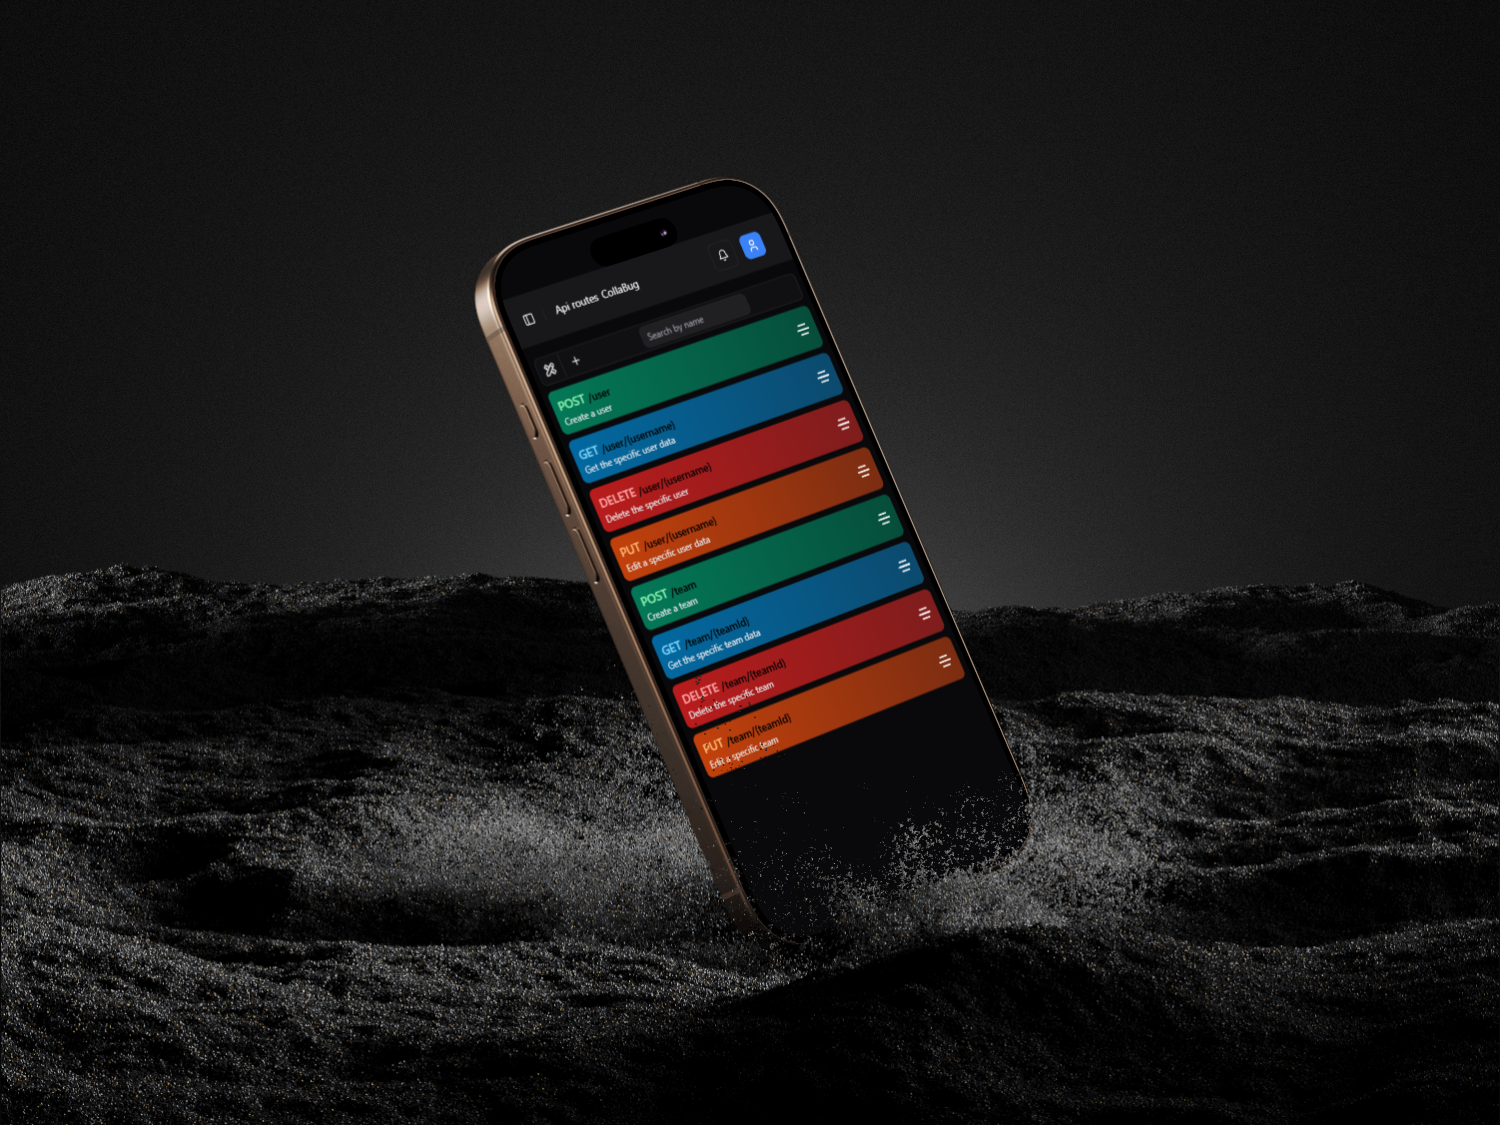 Api routes CollaBug
Search by name
POST /user
Create a user
GET /user/{username}
Get the specific user data
DELETE /user/{username}
Delete the specific user
PUT /user/{username}
Edit a specific user data
POST /team
Create a team
GET /team/{teamId}
Get the specific team data
DELETE /team/{teamId}
Delete the specific team
PUT /team/{teamId}
Edit a specific team